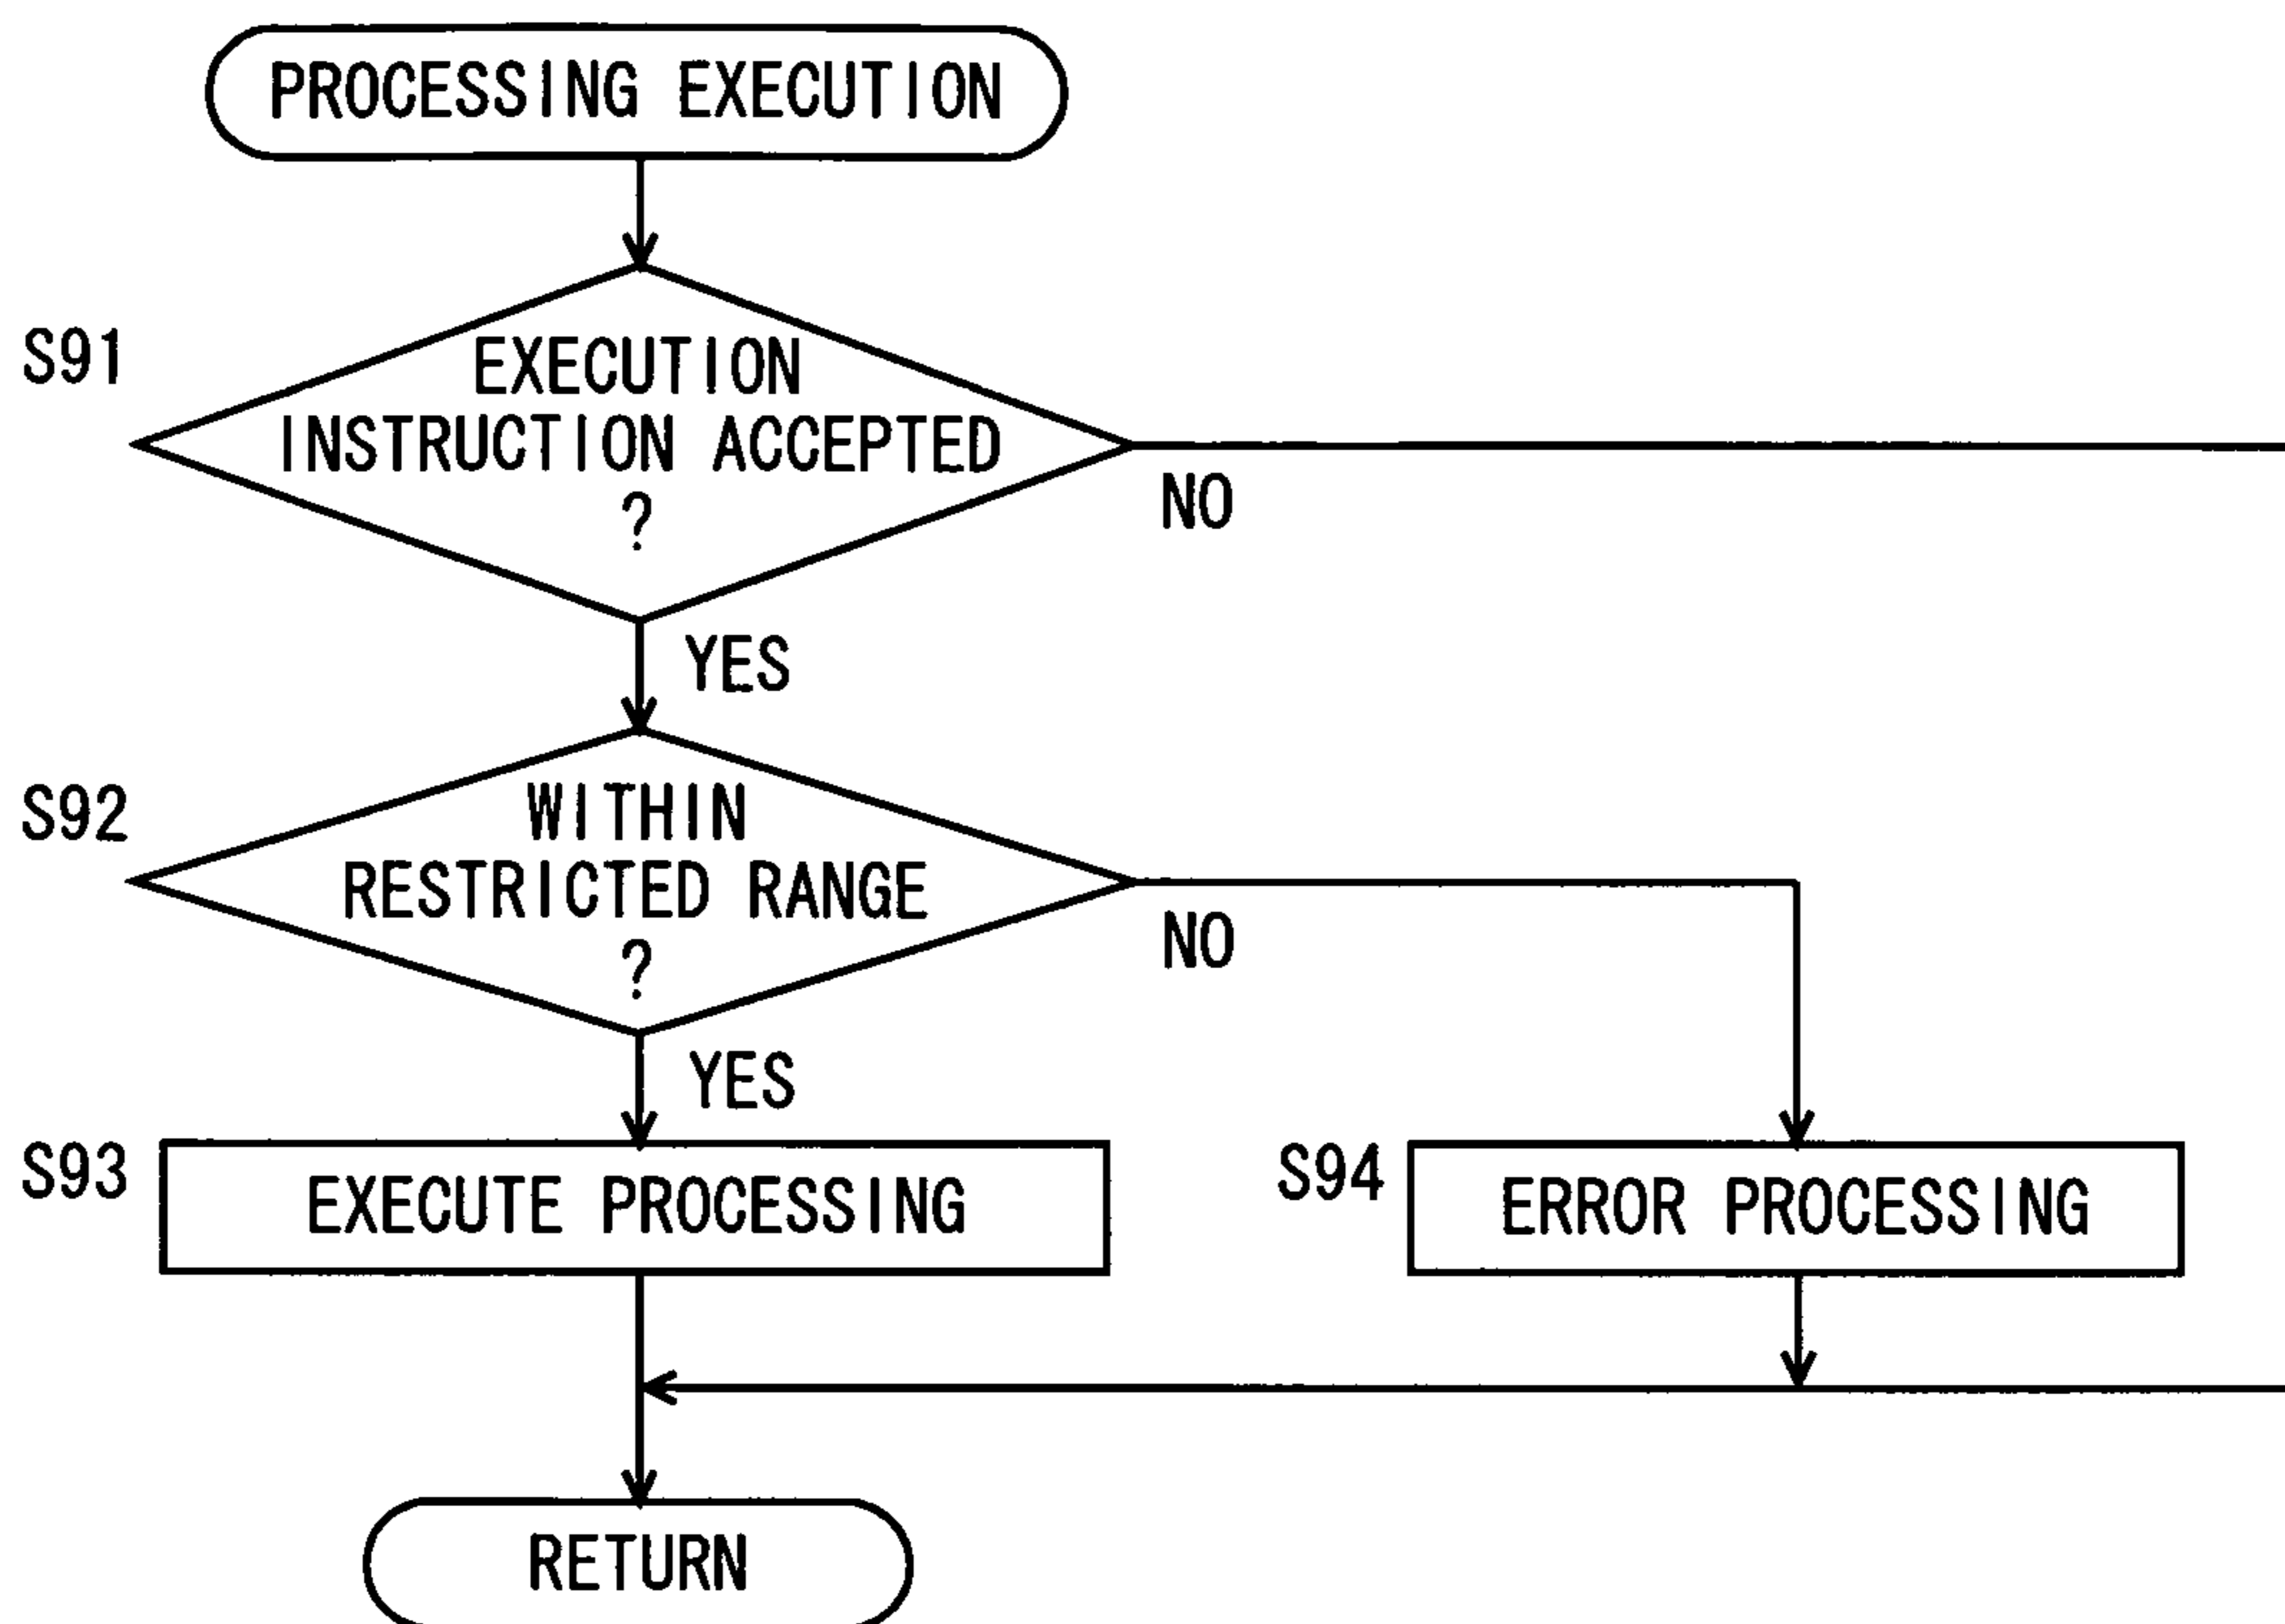 PROCESSING EXECUTION
S91
EXECUTION
INSTRUCTION ACCEPTED
?
NO
YES
S92
WITHIN
RESTRICTED RANGE
?
NO
YES
S93
EXECUTE PROCESSING
S94
ERROR PROCESSING
RETURN